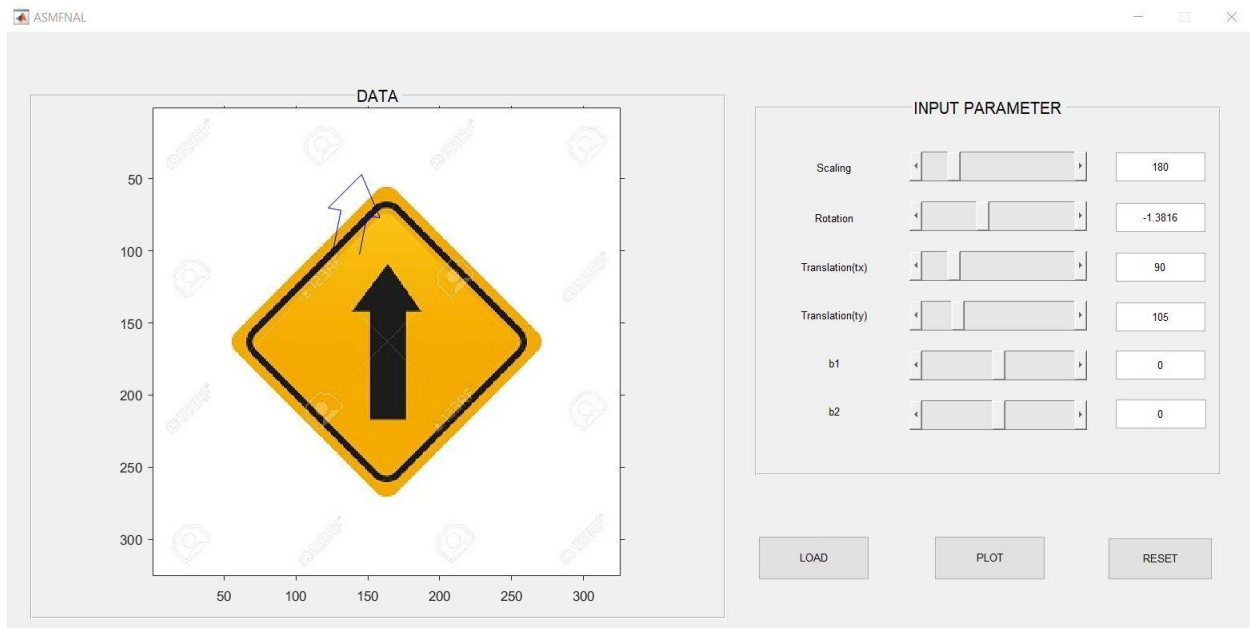 ASMFNAL
DATA
50
100
150
200
250
300
50 100 150 200 250 300
INPUT PARAMETER
Scaling 180
Rotation -1.3816
Translation(tx) 90
Translation(ty) 105
b1 0
b2 0
LOAD PLOT RESET